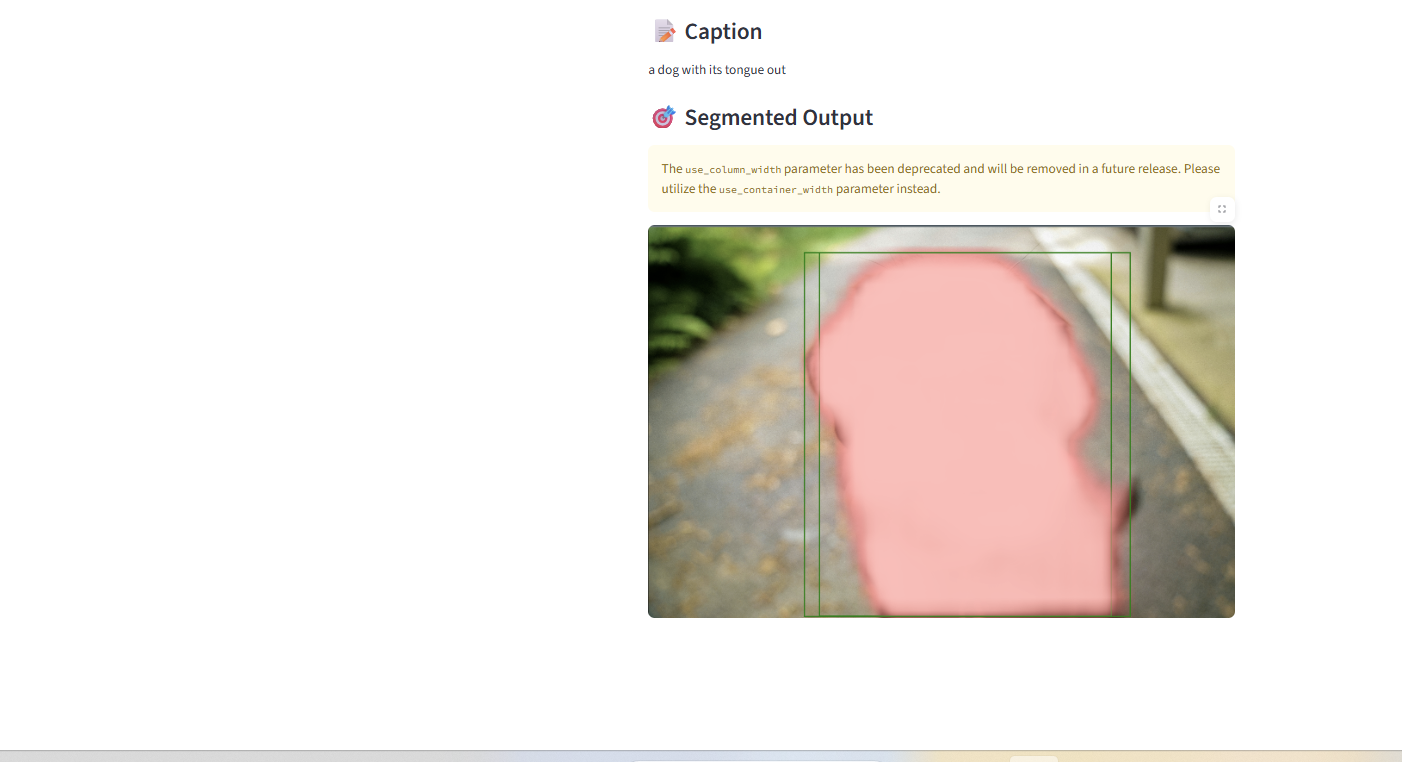 Caption
a dog with its tongue out
Segmented Output
The use_column_width parameter has been deprecated and will be removed in a future release. Please
utilize the use_container_width parameter instead.